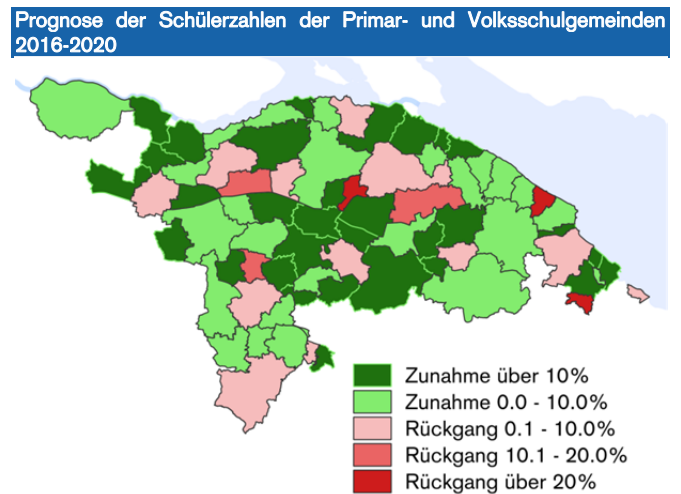 Prognose der Schülerzahlen der Primar- und Volksschulgemeinden
2016-2020
Zunahme über 10%
Zunahme 0.0 - 10.0%
Rückgang 0.1 - 10.0%
Rückgang 10.1 - 20.0%
Rückgang über 20%